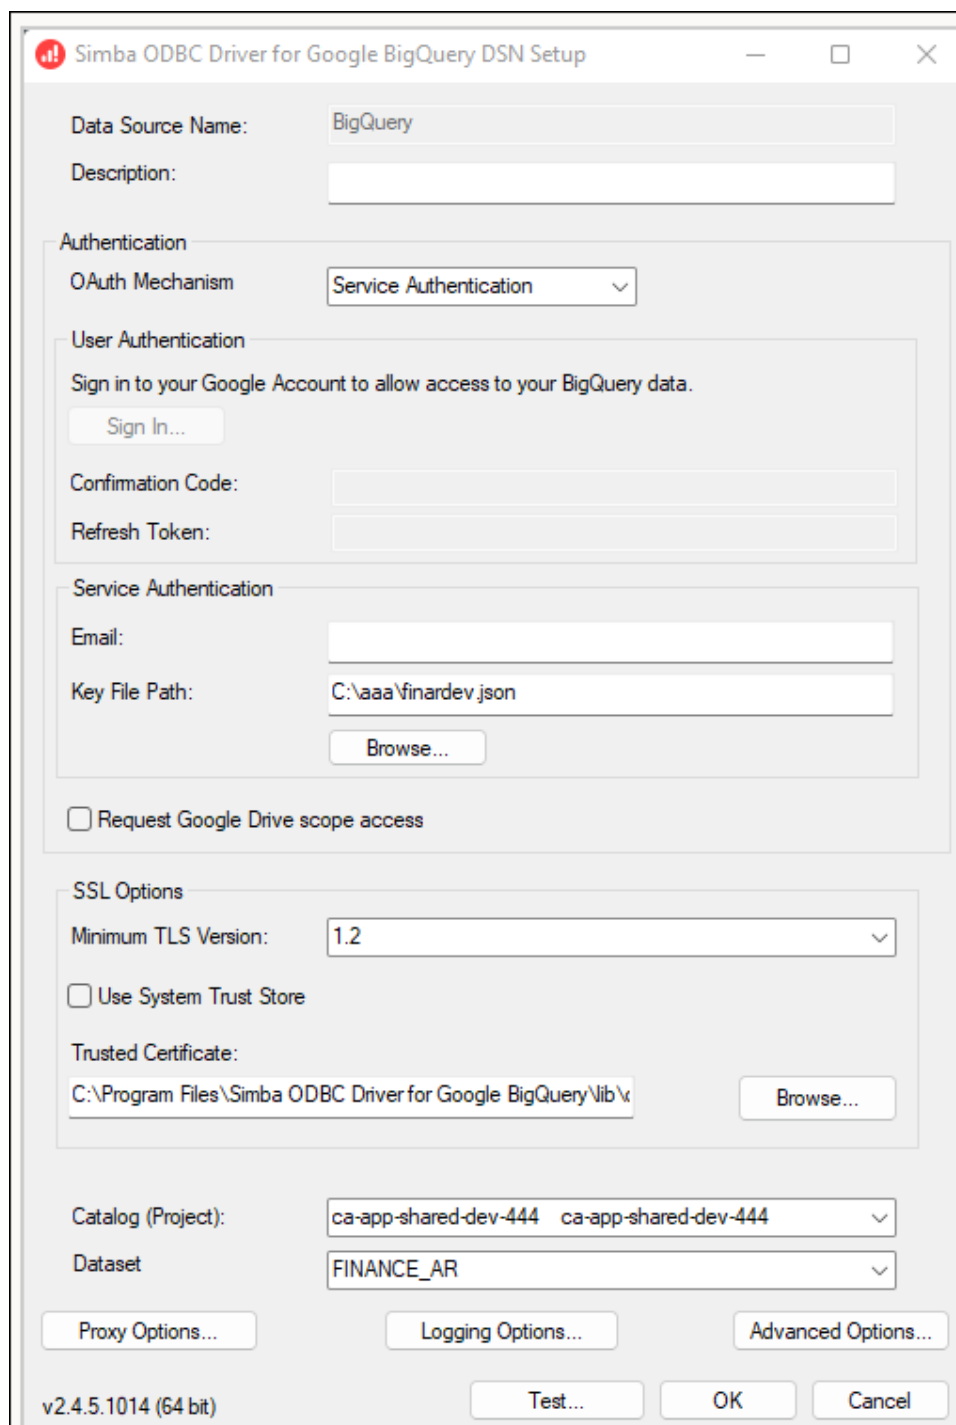 Simba ODBC Driver for Google BigQuery DSN Setup
Data Source Name: BigQuery
Description:
Authentication
OAuth Mechanism Service Authentication
User Authentication
Sign in to your Google Account to allow access to your BigQuery data.
Sign In...
Confirmation Code:
Refresh Token:
Service Authentication
Email:
Key File Path: C:\aaa\finardev.json
Browse...
Request Google Drive scope access
SSL Options
Minimum TLS Version: 1.2
Use System Trust Store
Trusted Certificate:
C:\Program Files\Simba ODBC Driver for Google BigQuery\lib\ Browse...
Catalog (Project): ca-app-shared-dev-444 ca-app-shared-dev-444
Dataset FINANCE_AR
Proxy Options... Logging Options... Advanced Options...
v2.4.5.1014 (64 bit) Test... OK Cancel